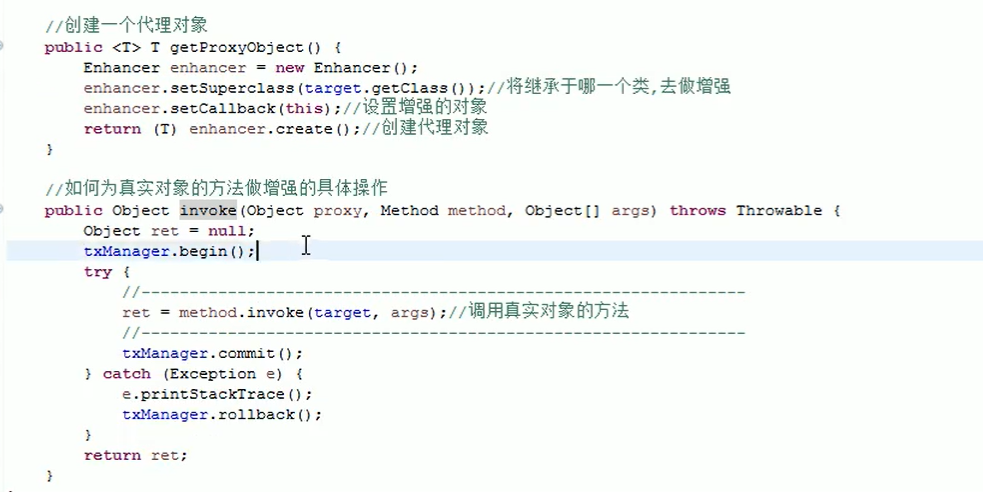 //创建一个代理对象
public <T> T getProxyObject() {
Enhancer enhancer = new Enhancer();
enhancer.setSuperclass(target.getClass());//将继承于哪一个类,去做增强
enhancer.setCallback(this);//设置增强的对象
return (T) enhancer.create();//创建代理对象
}
//如何为真实对象的方法做增强的具体操作
public Object invoke(Object proxy, Method method, Object[] args) throws Throwable {
Object ret = null;
txManager.begin();
try {
//---------------------------------------------------------------
ret = method.invoke(target, args);//调用真实对象的方法
//---------------------------------------------------------------
txManager.commit();
} catch (Exception e) {
e.printStackTrace();
txManager.rollback();
}
return ret;
}